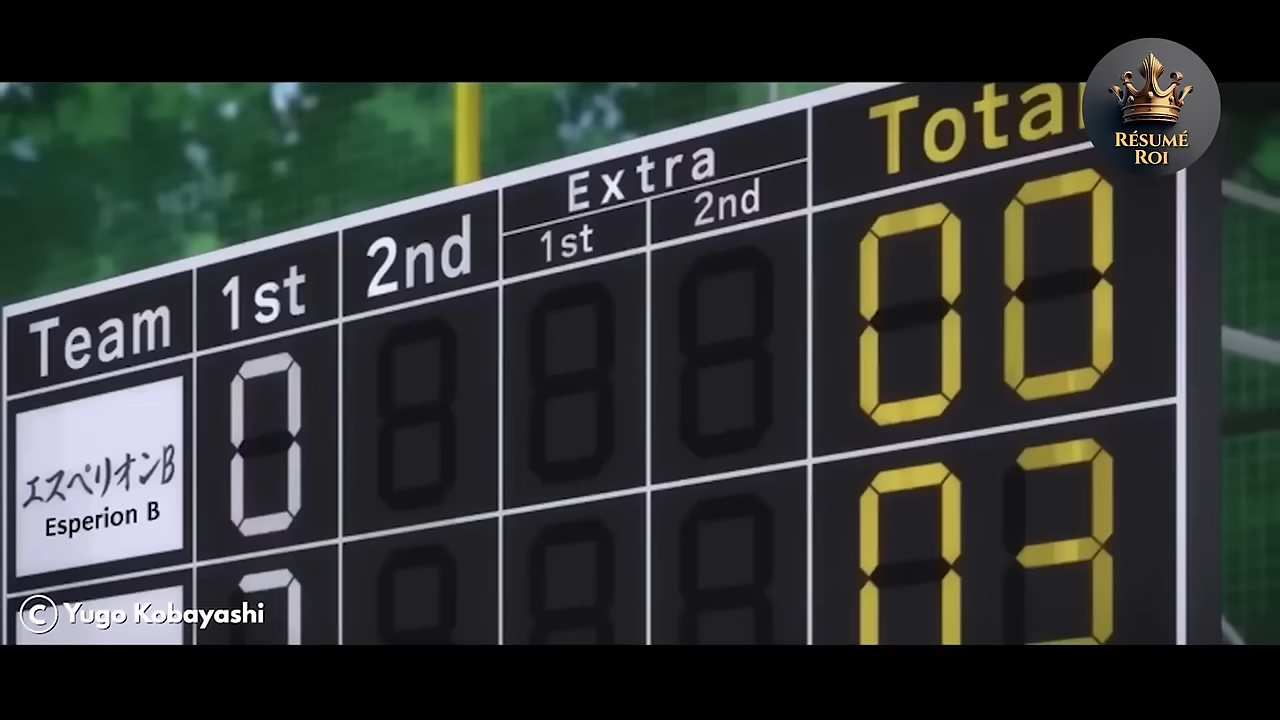 RÉSUMÉ
ROI
Total
Extra
1st
2nd
2nd
1st
Team
00
0
エスペリオンB
Esperion B
03
© Yugo Kobayashi